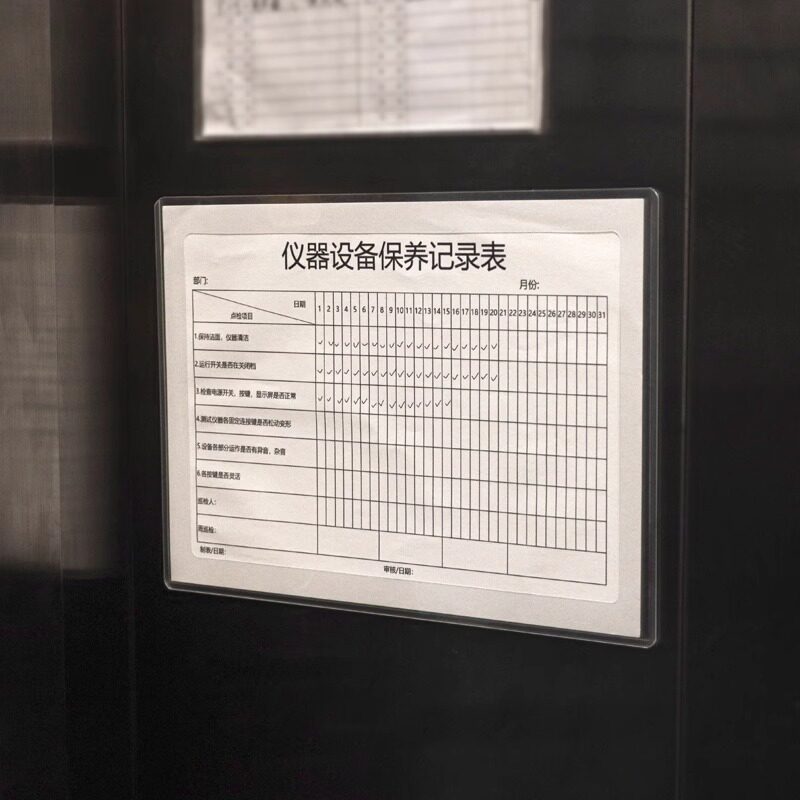 仪器设备保养记录表
部门: 月份:
日期
点检项目
1 2 3 4 5 6 7 8 9 10 11 12 13 14 15 16 17 18 19 20 21 22 23 24 25 26 27 28 29 30 31
1.保持运面，仪器清洁
2.运行开关是否在关闭档
3.检查电源开关，按键，显示屏是否正常
4.测试仪器各固定连接键是否松动变形
5.设备各部分运作是否有异音，杂音
6.各按键是否灵活
巡检人:
周巡检:
制表/日期: 审核/日期: